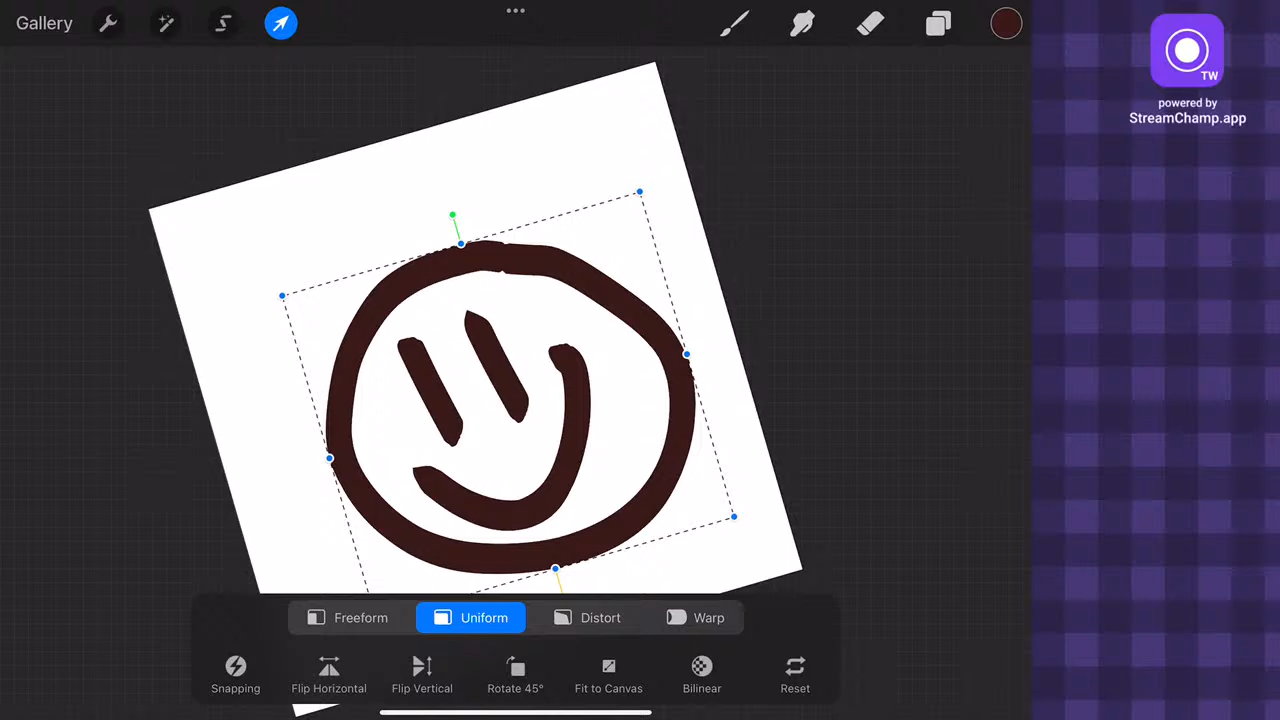 Gallery
TW
powered by
StreamChamp.app
Freeform
Uniform
Distort
Warp
Snapping
Flip Horizontal
Flip Vertical
Rotate 45°
Fit to Canvas
Bilinear
Reset